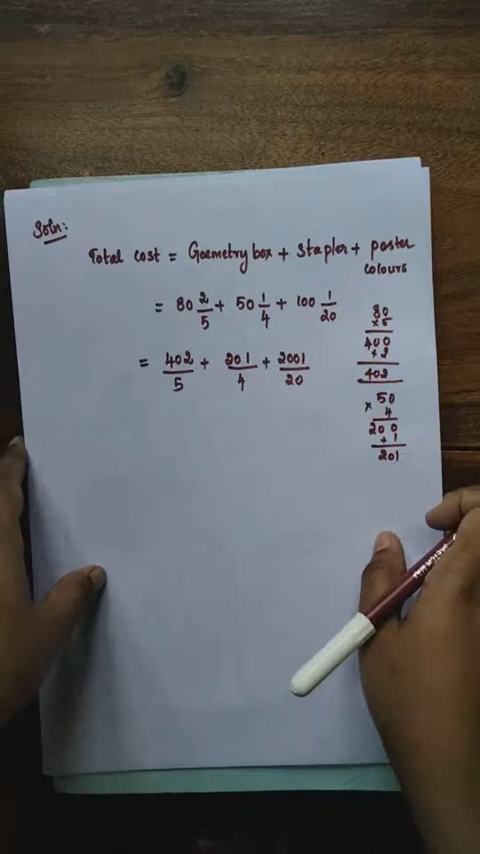 Soln:
Total cost = Geometry box + Stapler + poster colours
= 80 2/5 + 50 1/4 + 100 1/20
= 402/5 + 201/4 + 2001/20
80
×5
400
+2
402
50
× 4
200
+1
201